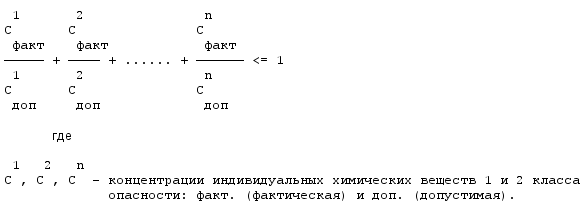 1 2 n
C C C
факт факт факт
───── + ───── + ...... + ────── <= 1
1 2 n
C C C
доп доп доп
где
1 2 n
C , C , C - концентрации индивидуальных химических веществ 1 и 2 класса
опасности: факт. (фактическая) и доп. (допустимая).